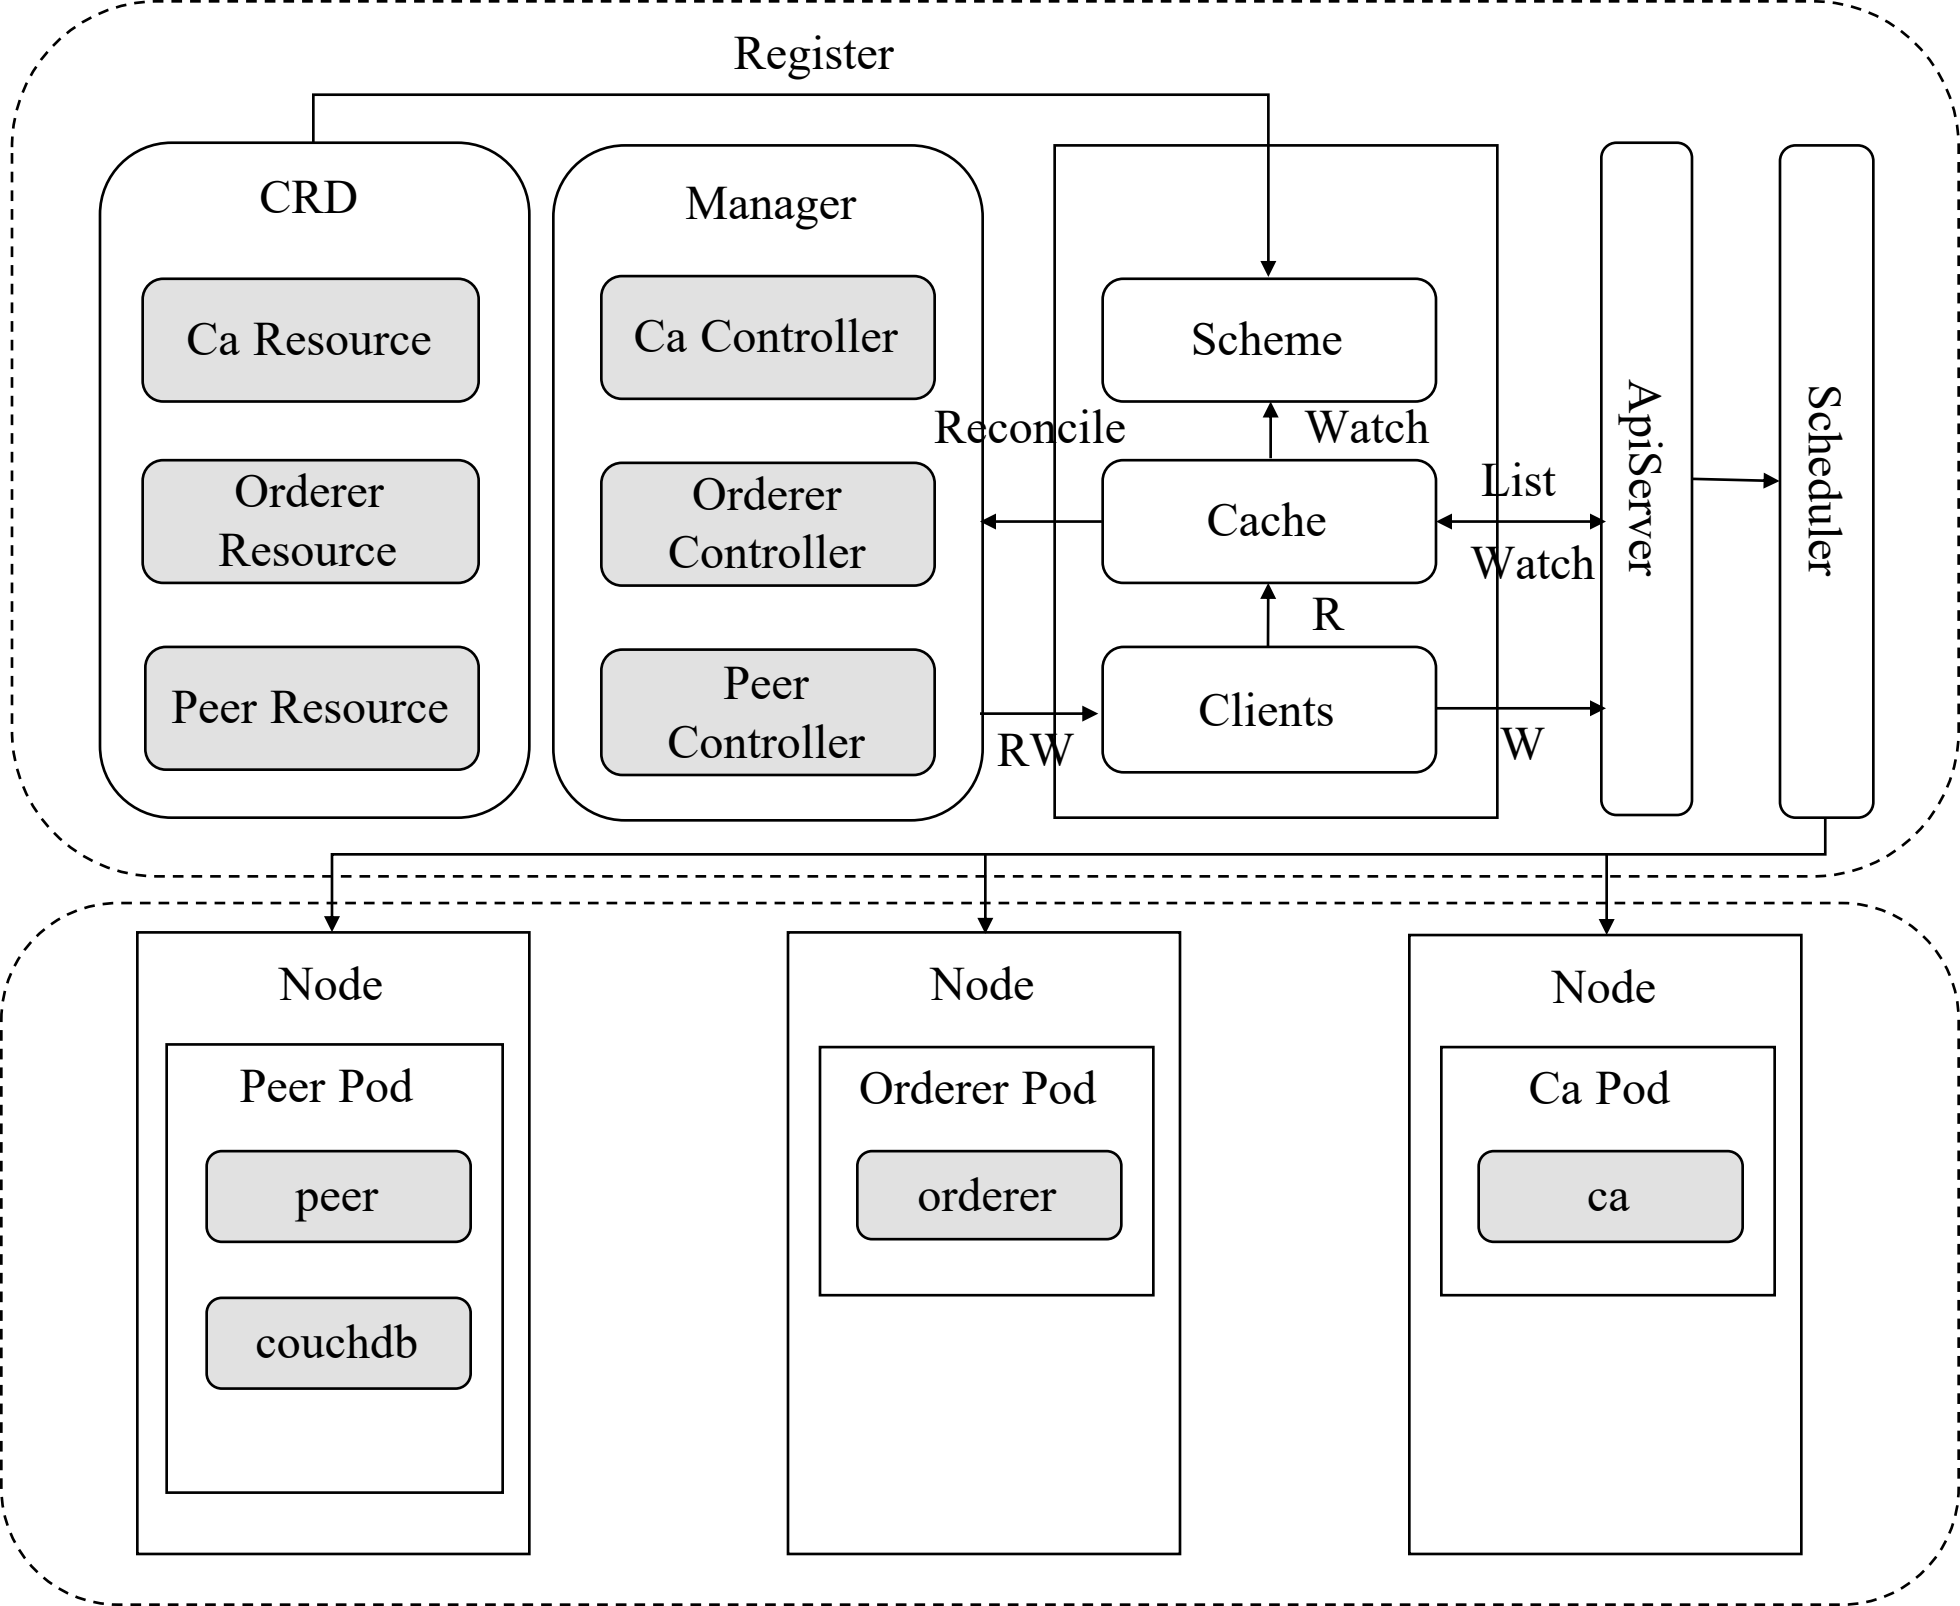 Register
CRD
Ca Resource
Orderer
Resource
Peer Resource
Manager
Ca Controller
Orderer
Controller
Peer
Controller
Reconcile
RW
Scheme
Watch
Cache
R
Clients
List
Watch
W
ApiServer
Scheduler
Node
Peer Pod
peer
couchdb
Node
Orderer Pod
orderer
Node
Ca Pod
ca